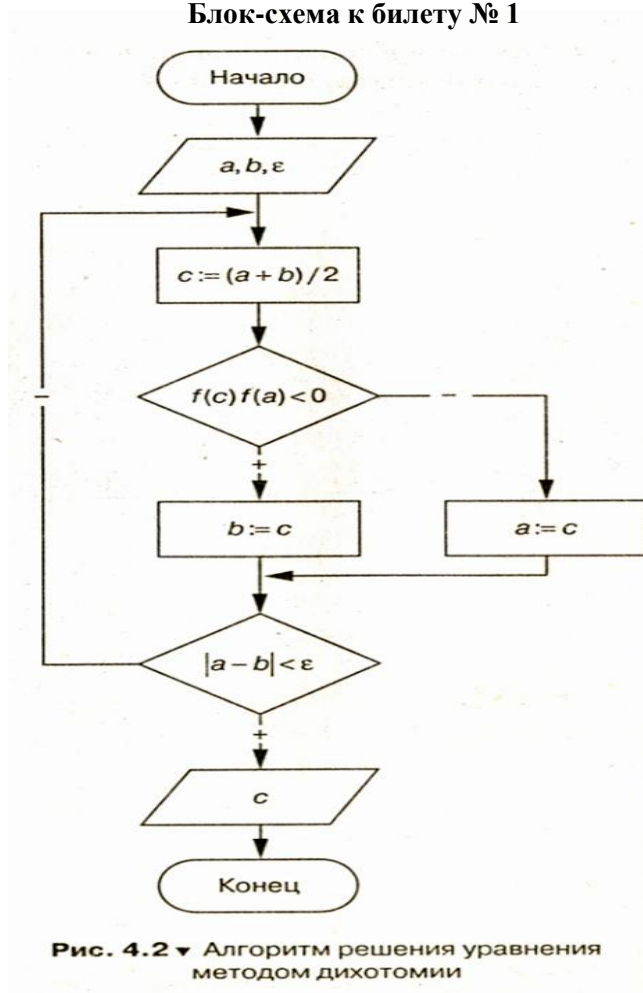 Блок-схема к билету № 1
Начало
a, b, ε
c := (a + b) / 2
f(c) f(a) < 0
–
–
+
b := c
a := c
|a – b| < ε
+
c
Конец
Рис. 4.2 ▾ Алгоритм решения уравнения
методом дихотомии